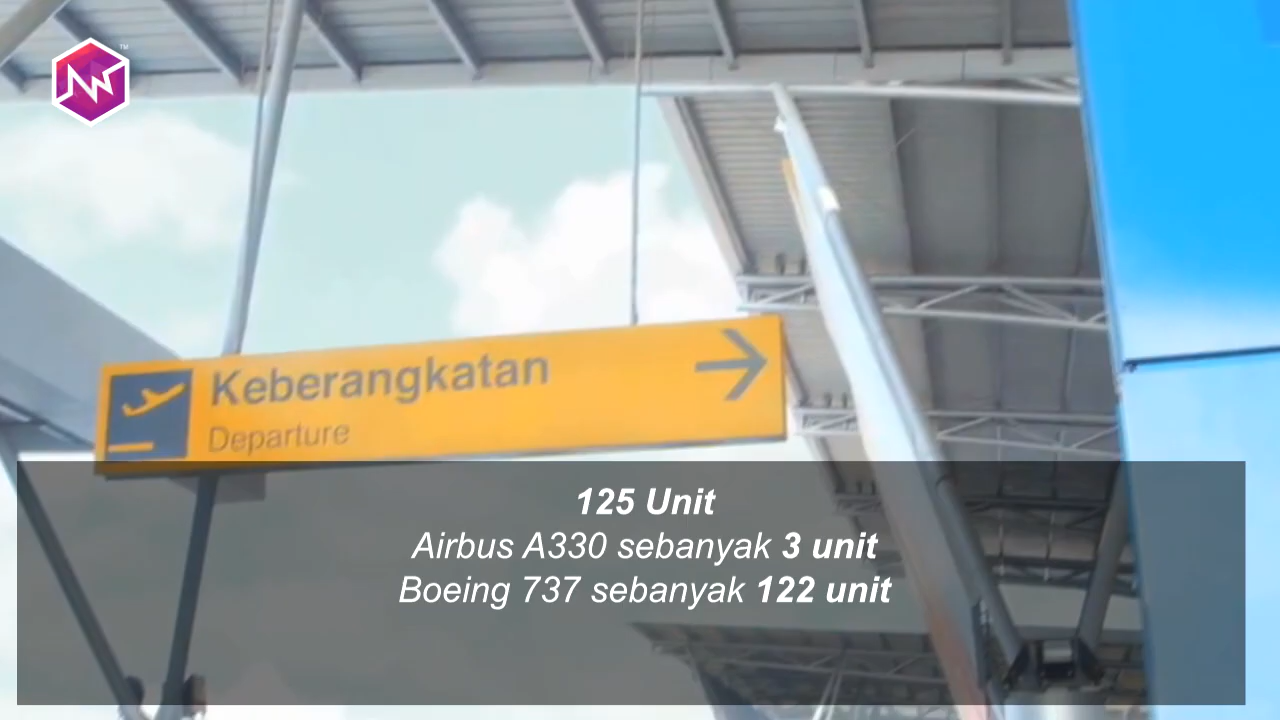 Keberangkatan
Departure
125 Unit
Airbus A330 sebanyak 3 unit
Boeing 737 sebanyak 122 unit